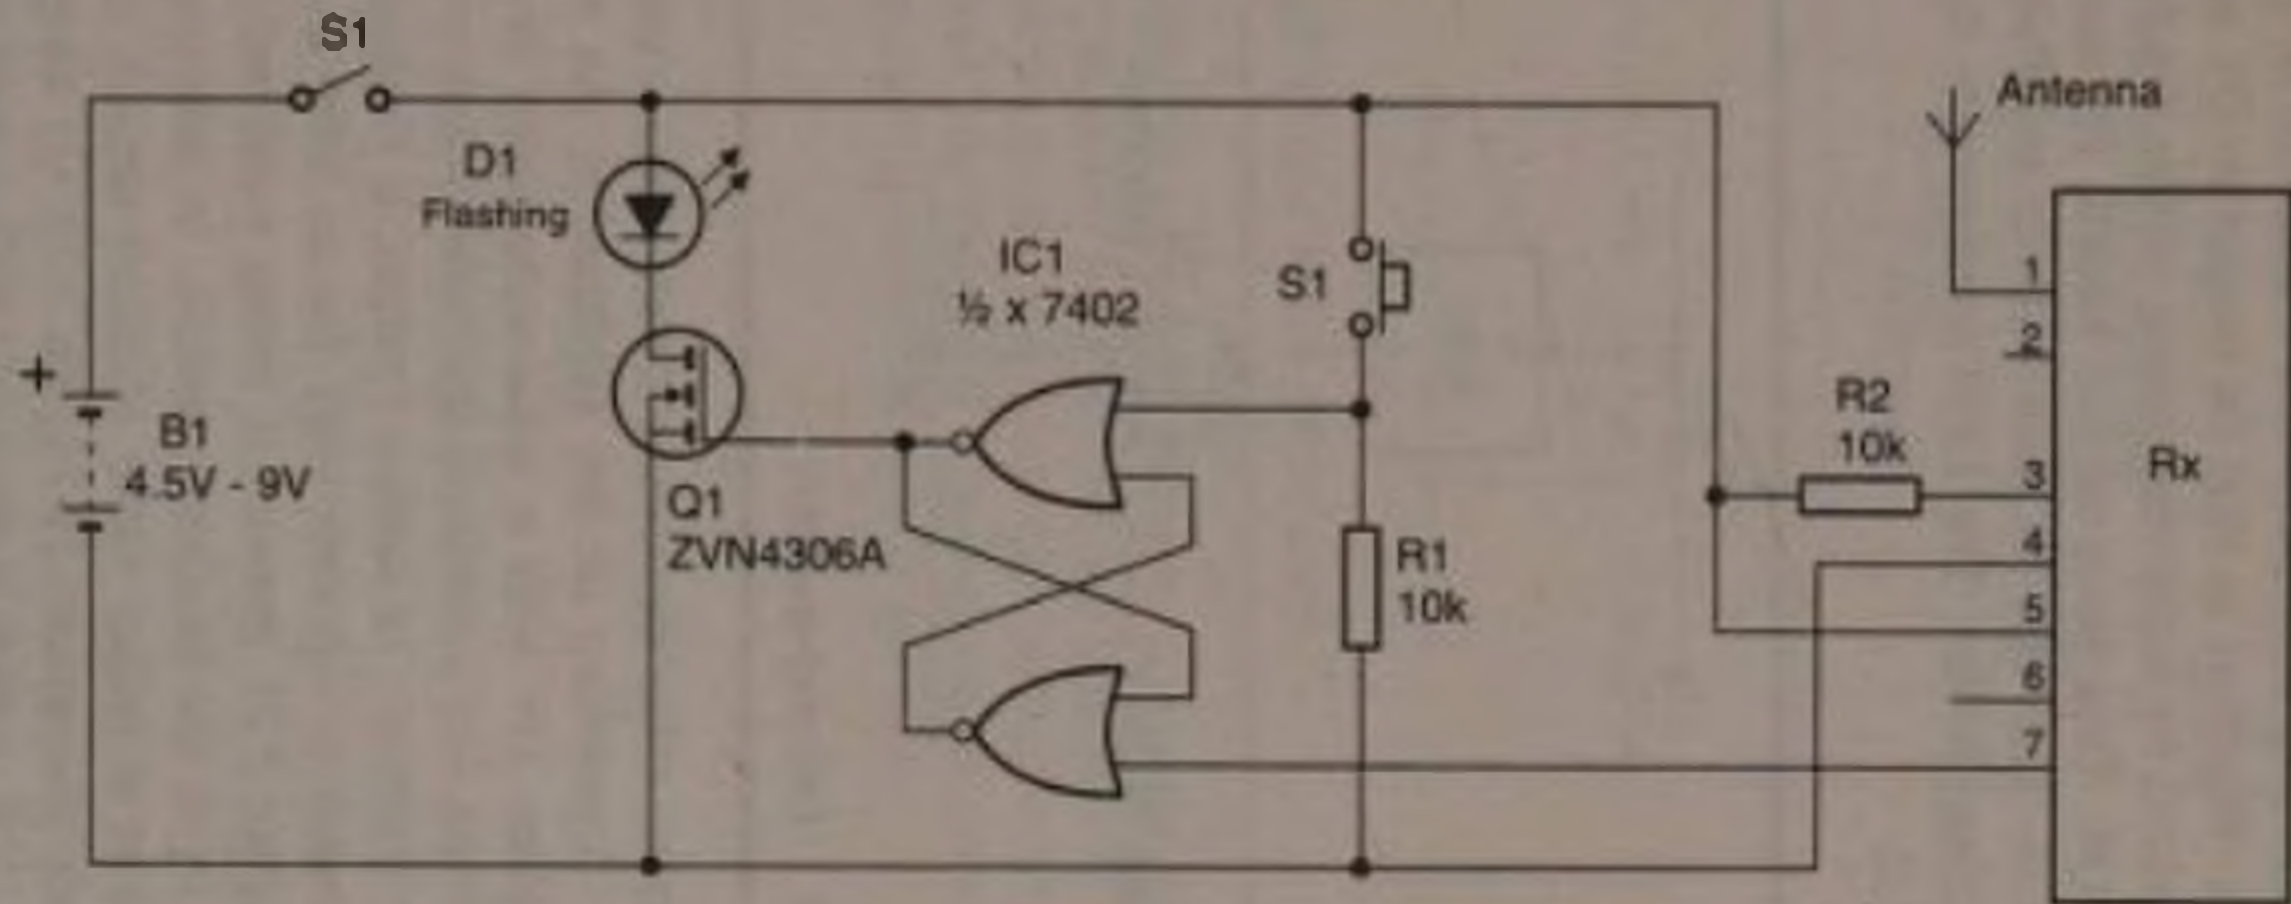 S1
Antenna
D1
Flashing
IC1
½ x 7402
S1
1
2
+
B1
4.5V - 9V
R2
10k
3
Rx
Q1
ZVN4306A
4
R1
10k
5
6
7